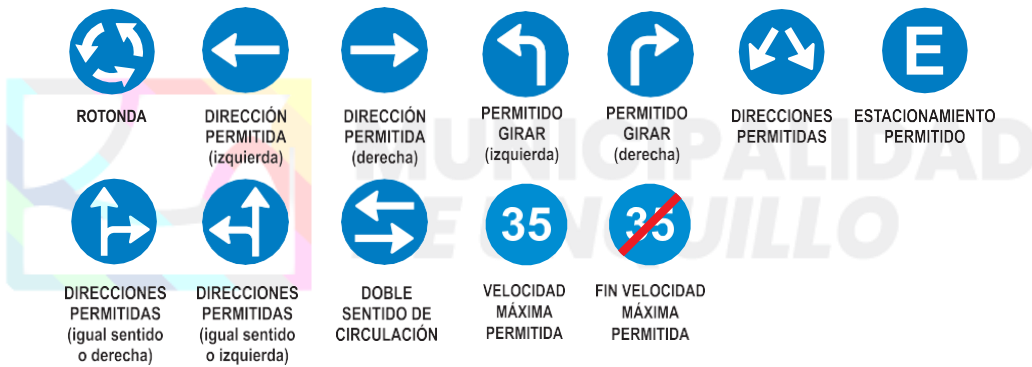 E
ROTONDA
DIRECCIÓN
PERMITIDA
(izquierda)
DIRECCIÓN
PERMITIDA
(derecha)
PERMITIDO
GIRAR
(izquierda)
PERMITIDO
GIRAR
(derecha)
DIRECCIONES
PERMITIDAS
ESTACIONAMIENTO
PERMITIDO
MUNICIPALIDAD
DE UNQUILLO
35
35
DIRECCIONES
PERMITIDAS
(igual sentido
o derecha)
DIRECCIONES
PERMITIDAS
(igual sentido
o izquierda)
DOBLE
SENTIDO DE
CIRCULACIÓN
VELOCIDAD
MÁXIMA
PERMITIDA
FIN VELOCIDAD
MÁXIMA
PERMITIDA